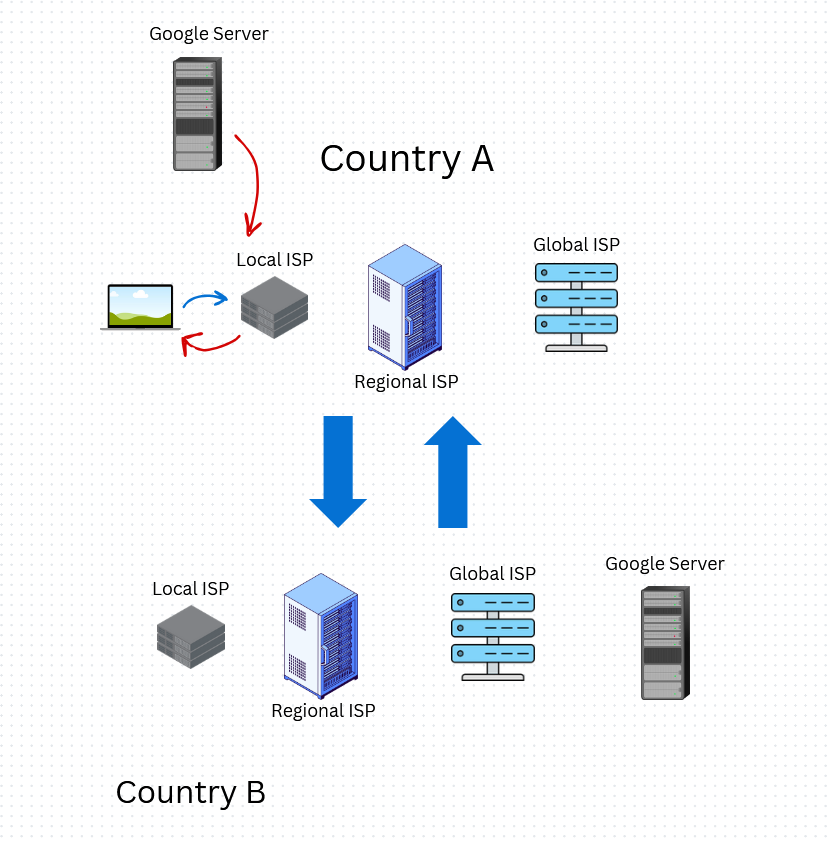 Google Server
Country A
Global ISP
Local ISP
Regional ISP
Google Server
Global ISP
Local ISP
Regional ISP
Country B